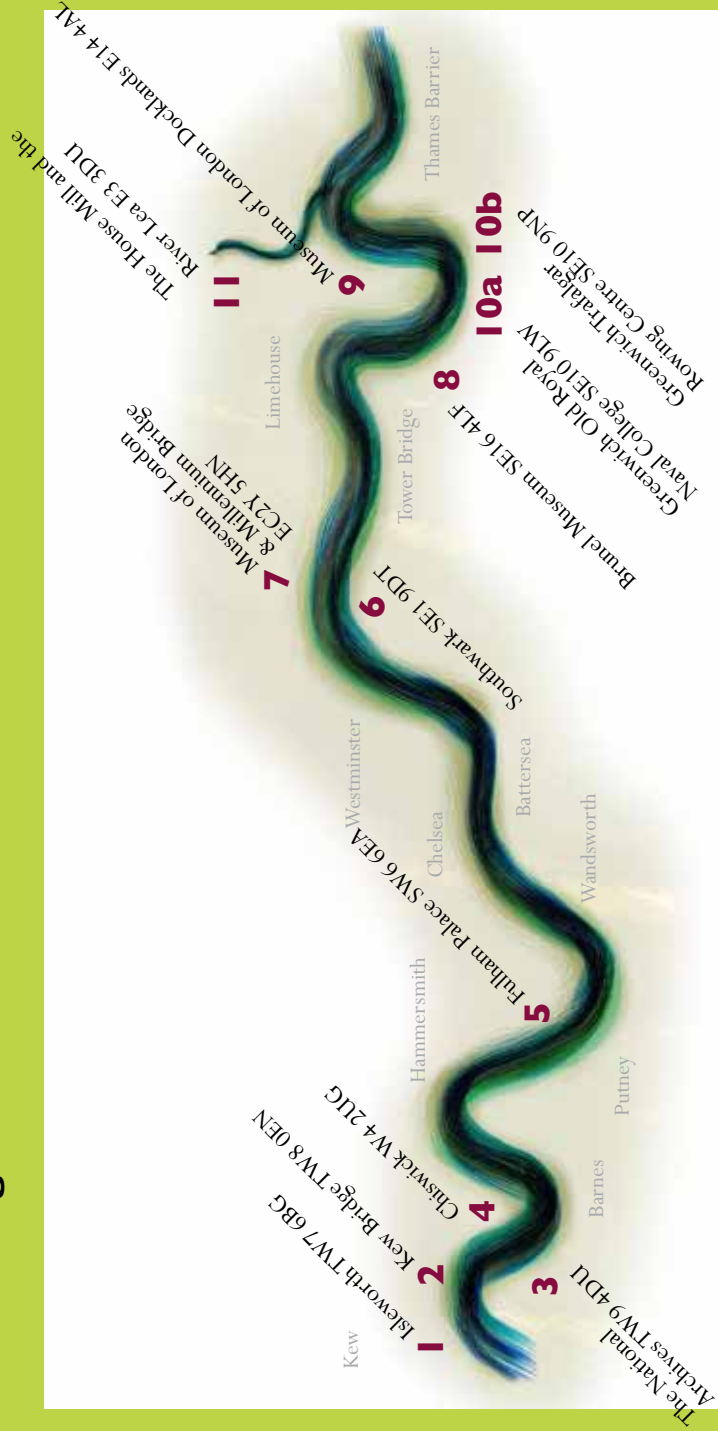 1
Isleworth TW7 6BG
2
Kew Bridge TW8 0EN
3
The National
Archives TW9 4DU
4
Chiswick W4 2UG
5
Fulham Palace SW6 6EA
6
Southwark SE1 9DT
7
Museum of London
& Millennium Bridge
EC2Y 5HN
8
Brunel Museum SE16 4LF
9
Museum of London Docklands E14 4AL
10a
Greenwich Old Royal
Naval College SE10 9LW
10b
Greenwich Trafalgar
Rowing Centre SE10 9NP
11
The House Mill and the
River Lea E3 3DU
Kew
Barnes
Putney
Hammersmith
Wandsworth
Chelsea
Battersea
Westminster
Tower Bridge
Limehouse
Thames Barrier